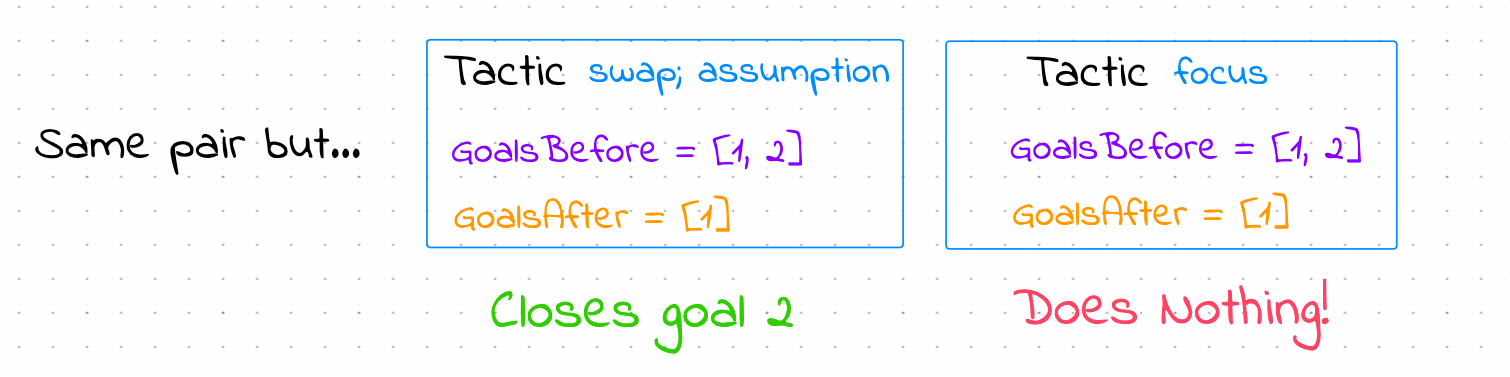 Same pair but...
Tactic swap; assumption
GoalsBefore = [1, 2]
GoalsAfter = [1]
Closes goal 2
Tactic focus
GoalsBefore = [1, 2]
GoalsAfter = [1]
Does Nothing!